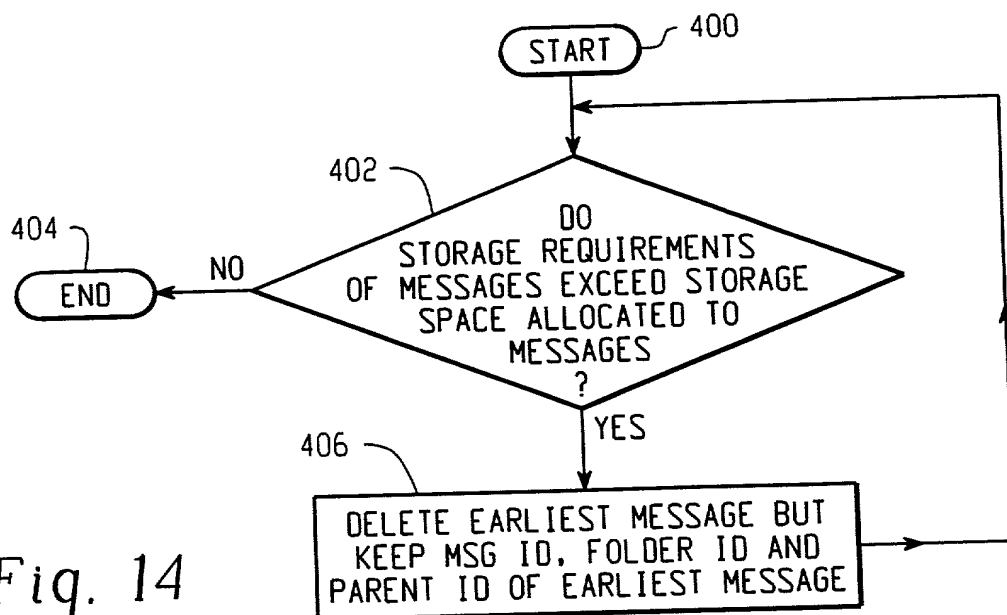 START
400
402
DO
STORAGE REQUIREMENTS
OF MESSAGES EXCEED STORAGE
SPACE ALLOCATED TO
MESSAGES
?
404
END
NO
YES
406
DELETE EARLIEST MESSAGE BUT
KEEP MSG ID, FOLDER ID AND
PARENT ID OF EARLIEST MESSAGE
Fig. 14